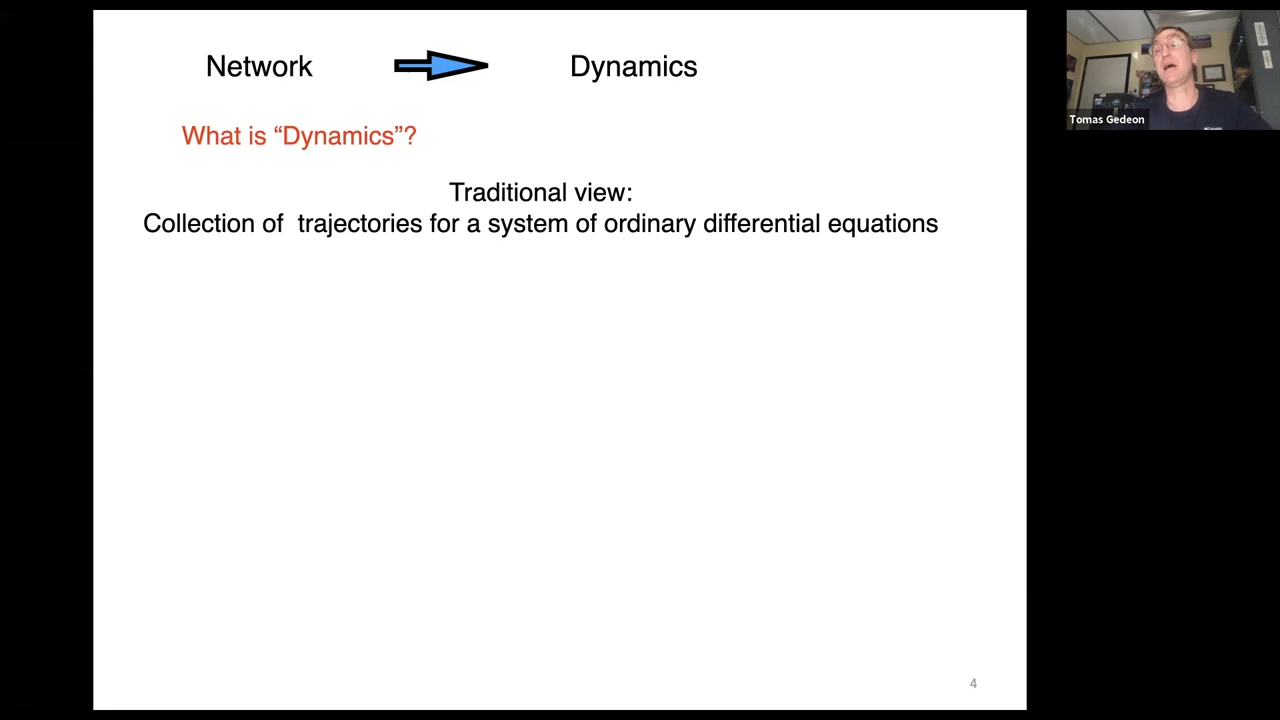 Network Dynamics
What is “Dynamics”?
Traditional view:
Collection of  trajectories for a system of ordinary differential equations
4
Tomas Gedeon